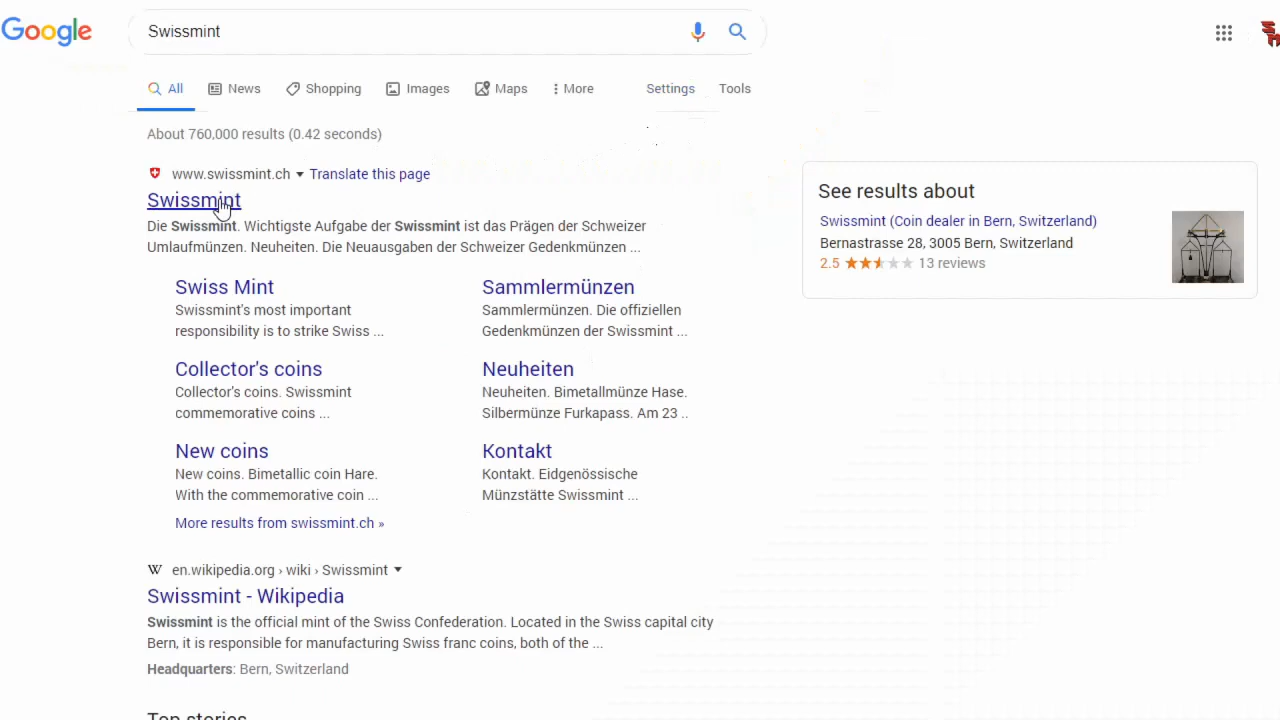 Google
Swissmint
All
News
Shopping
Images
Maps
More
Settings
Tools
About 760,000 results (0.42 seconds)
www.swissmint.ch Translate this page
Swissmint
Die Swissmint. Wichtigste Aufgabe der Swissmint ist das Prägen der Schweizer
Umlaufmünzen. Neuheiten. Die Neuausgaben der Schweizer Gedenkmünzen ...
Swiss Mint
Swissmint's most important
responsibility is to strike Swiss ...
Sammlermünzen
Sammlermünzen. Die offiziellen
Gedenkmünzen der Swissmint ...
Collector's coins
Collector's coins. Swissmint
commemorative coins ...
Neuheiten
Neuheiten. Bimetallmünze Hase.
Silbermünze Furkapass. Am 23 ..
New coins
New coins. Bimetallic coin Hare.
With the commemorative coin ...
Kontakt
Kontakt. Eidgenössische
Münzstätte Swissmint ...
More results from swissmint.ch »
W en.wikipedia.org › wiki › Swissmint
Swissmint - Wikipedia
Swissmint is the official mint of the Swiss Confederation. Located in the Swiss capital city
Bern, it is responsible for manufacturing Swiss franc coins, both of the ...
Headquarters: Bern, Switzerland
Top stories
See results about
Swissmint (Coin dealer in Bern, Switzerland)
Bernastrasse 28, 3005 Bern, Switzerland
2.5 13 reviews